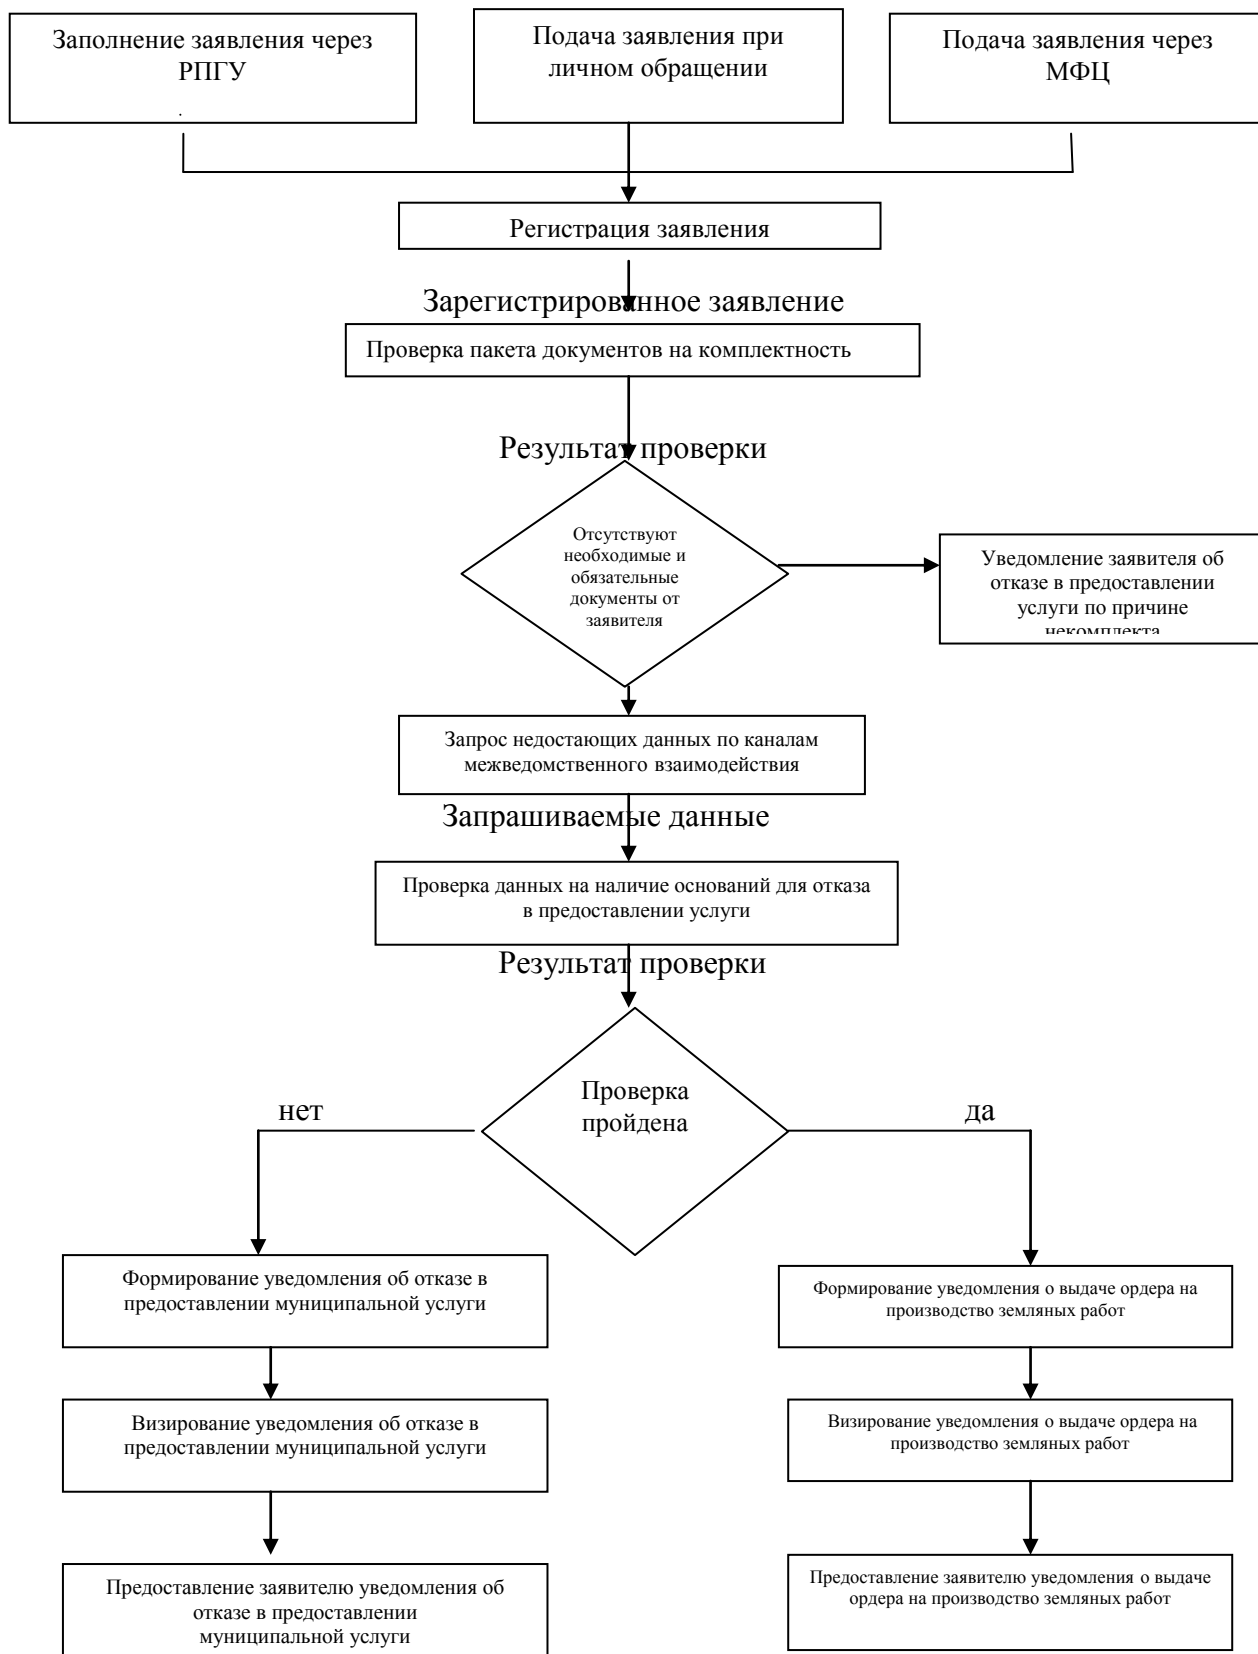 Заполнение заявления через
РПГУ
.
Подача заявления при
личном обращении
Подача заявления через
МФЦ
Регистрация заявления
Зарегистрированное заявление
Проверка пакета документов на комплектность
Результат проверки
Отсутствуют
необходимые и
обязательные
документы от
заявителя
Уведомление заявителя об
отказе в предоставлении
услуги по причине
некомплекта
Запрос недостающих данных по каналам
межведомственного взаимодействия
Запрашиваемые данные
Проверка данных на наличие оснований для отказа
в предоставлении услуги
Результат проверки
Проверка
пройдена
нет
да
Формирование уведомления об отказе в
предоставлении муниципальной услуги
Формирование уведомления о выдаче ордера на
производство земляных работ
Визирование уведомления об отказе в
предоставлении муниципальной услуги
Визирование уведомления о выдаче ордера на
производство земляных работ
Предоставление заявителю уведомления об
отказе в предоставлении
муниципальной услуги
Предоставление заявителю уведомления о выдаче
ордера на производство земляных работ